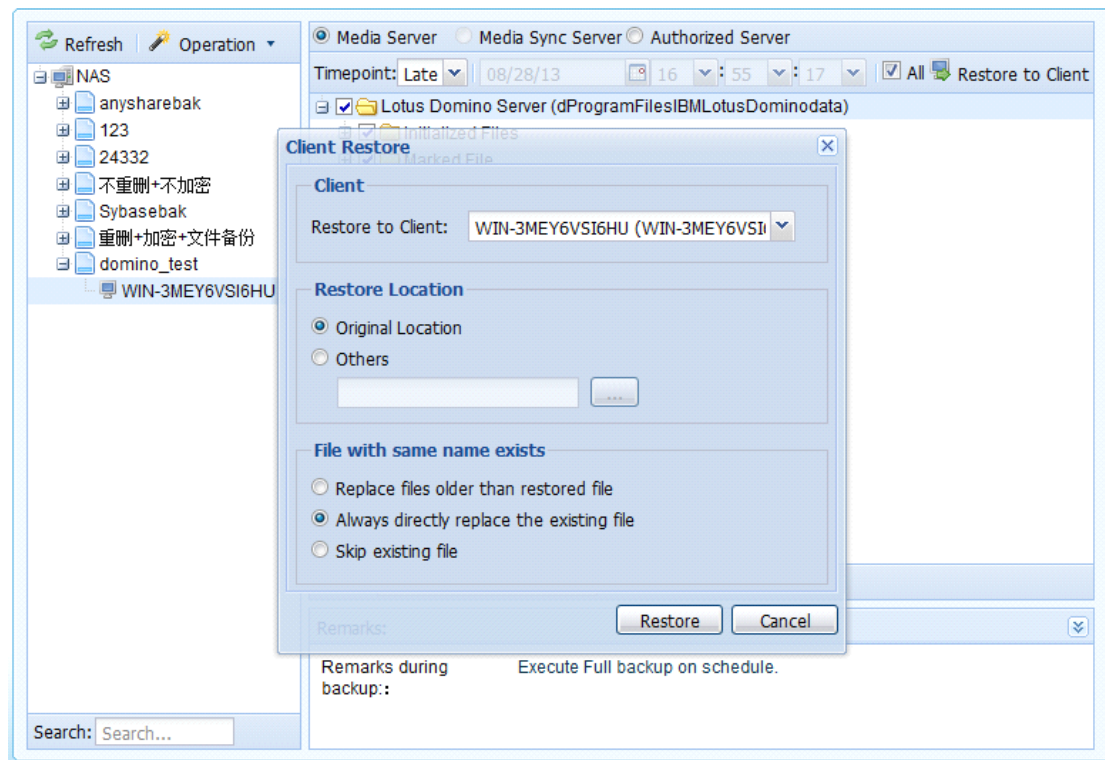 Refresh Operation
NAS
anysharebak
123
24332
不重删+不加密
Sybasebak
重删+加密+文件备份
domino_test
WIN-3MEY6VSI6HU
Search: Search...
Media Server Media Sync Server Authorized Server
Timepoint: Late 08/28/13 16 : 55 : 17 All Restore to Client
Lotus Domino Server (dProgramFilesIBMLotusDominodata)
Initialized Files
Marked File
Client Restore
Client
Restore to Client: WIN-3MEY6VSI6HU (WIN-3MEY6VSI
Restore Location
Original Location
Others
...
File with same name exists
Replace files older than restored file
Always directly replace the existing file
Skip existing file
Restore Cancel
Remarks:
Remarks during Execute Full backup on schedule.
backup::